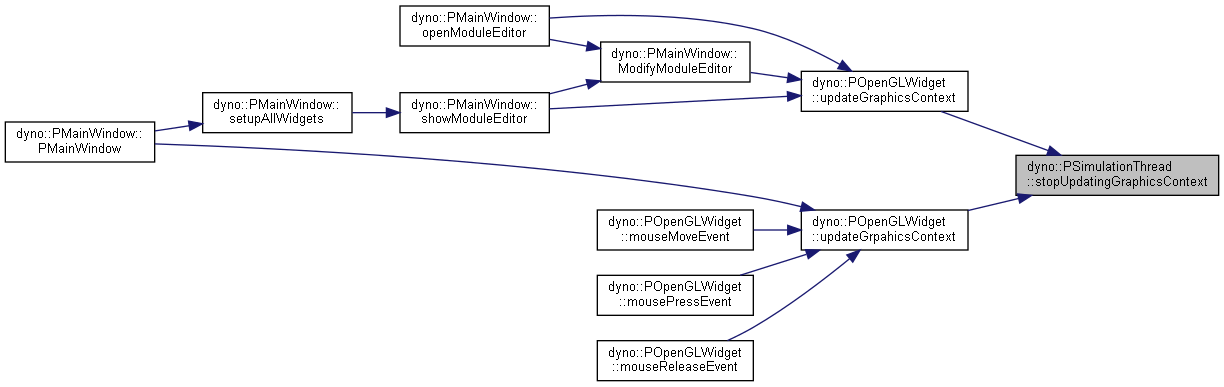 dyno::PMainWindow::
openModuleEditor
dyno::PMainWindow::
ModifyModuleEditor
dyno::POpenGLWidget
::updateGraphicsContext
dyno::PMainWindow::
setupAllWidgets
dyno::PMainWindow::
showModuleEditor
dyno::PMainWindow::
PMainWindow
dyno::PSimulationThread
::stopUpdatingGraphicsContext
dyno::POpenGLWidget
::mouseMoveEvent
dyno::POpenGLWidget
::updateGrpahicsContext
dyno::POpenGLWidget
::mousePressEvent
dyno::POpenGLWidget
::mouseReleaseEvent